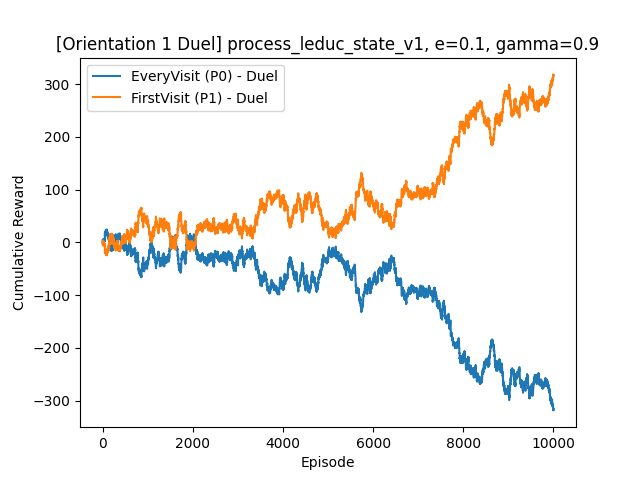 [Orientation 1 Duel] process_leduc_state_v1, e=0.1, gamma=0.9
EveryVisit (P0) - Duel
FirstVisit (P1) - Duel
300
200
100
0
−100
−200
−300
Cumulative Reward
0 2000 4000 6000 8000 10000
Episode